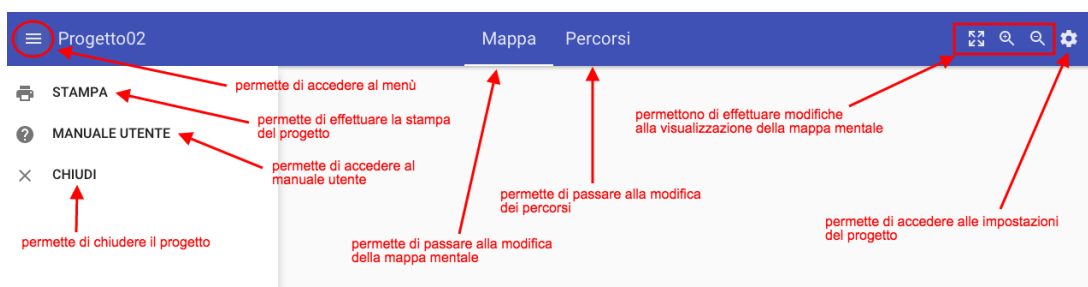 Progetto02
Mappa
Percorsi
permette di accedere al menù
STAMPA
permette di effettuare la stampa
del progetto
MANUALE UTENTE
permette di accedere al
manuale utente
CHIUDI
permette di chiudere il progetto
permettono di effettuare modifiche
alla visualizzazione della mappa mentale
permette di passare alla modifica
dei percorsi
permette di accedere alle impostazioni
del progetto
permette di passare alla modifica
della mappa mentale